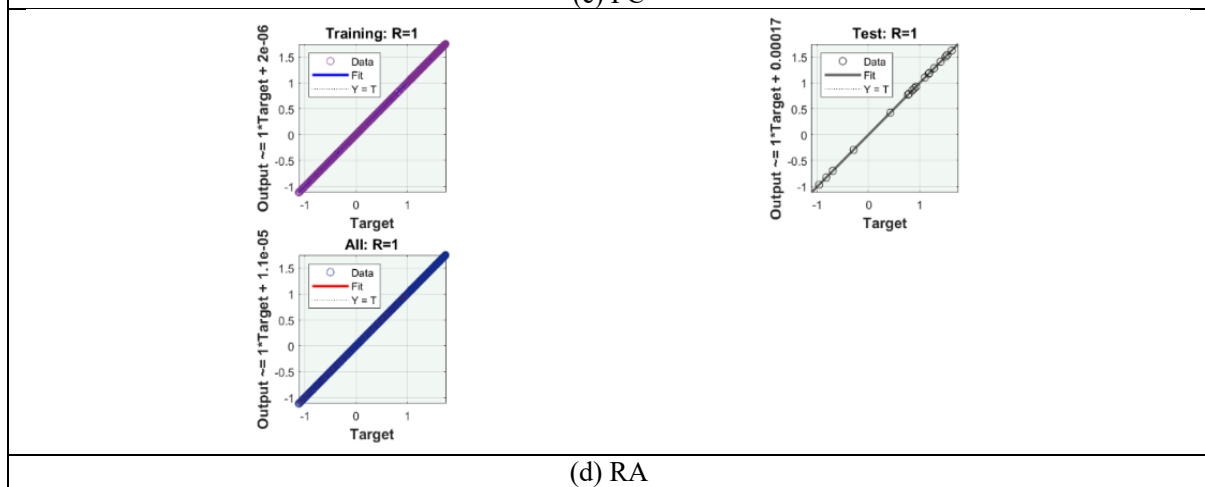 Training: R=1
Output ~= 1*Target + 2e-06
1.5
1
0.5
0
-0.5
-1
Data
Fit
Y = T
-1 0 1
Target
Test: R=1
Output ~= 1*Target + 0.00017
1.5
1
0.5
0
-0.5
-1
Data
Fit
Y = T
-1 0 1
Target
All: R=1
Output ~= 1*Target + 1.1e-05
1.5
1
0.5
0
-0.5
-1
Data
Fit
Y = T
-1 0 1
Target
(d) RA